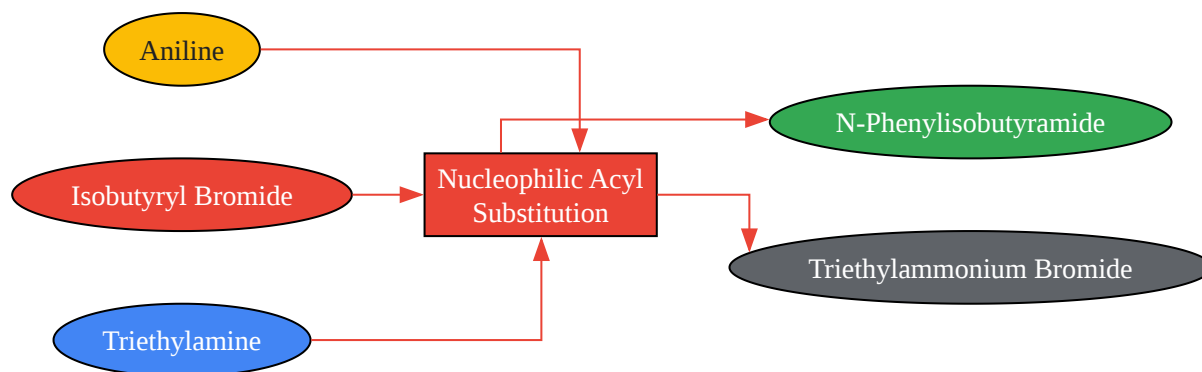 Aniline
Isobutyryl Bromide
Triethylamine
Nucleophilic Acyl
Substitution
N-Phenylisobutyramide
Triethylammonium Bromide